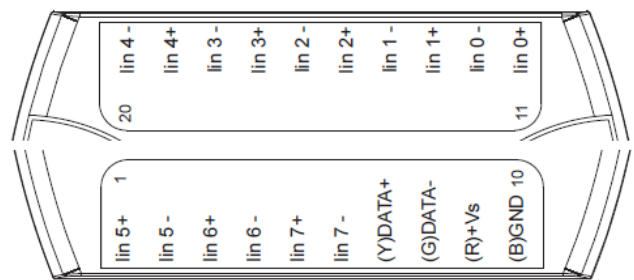 Iin 4 -
Iin 4+
Iin 3 -
Iin 3+
Iin 2 -
Iin 2+
Iin 1 -
Iin 1+
Iin 0 -
Iin 0+
20
11
1
10
Iin 5+
Iin 5 -
Iin 6+
Iin 6 -
Iin 7+
Iin 7 -
(Y)DATA+
(G)DATA-
(R)+Vs
(B)GND